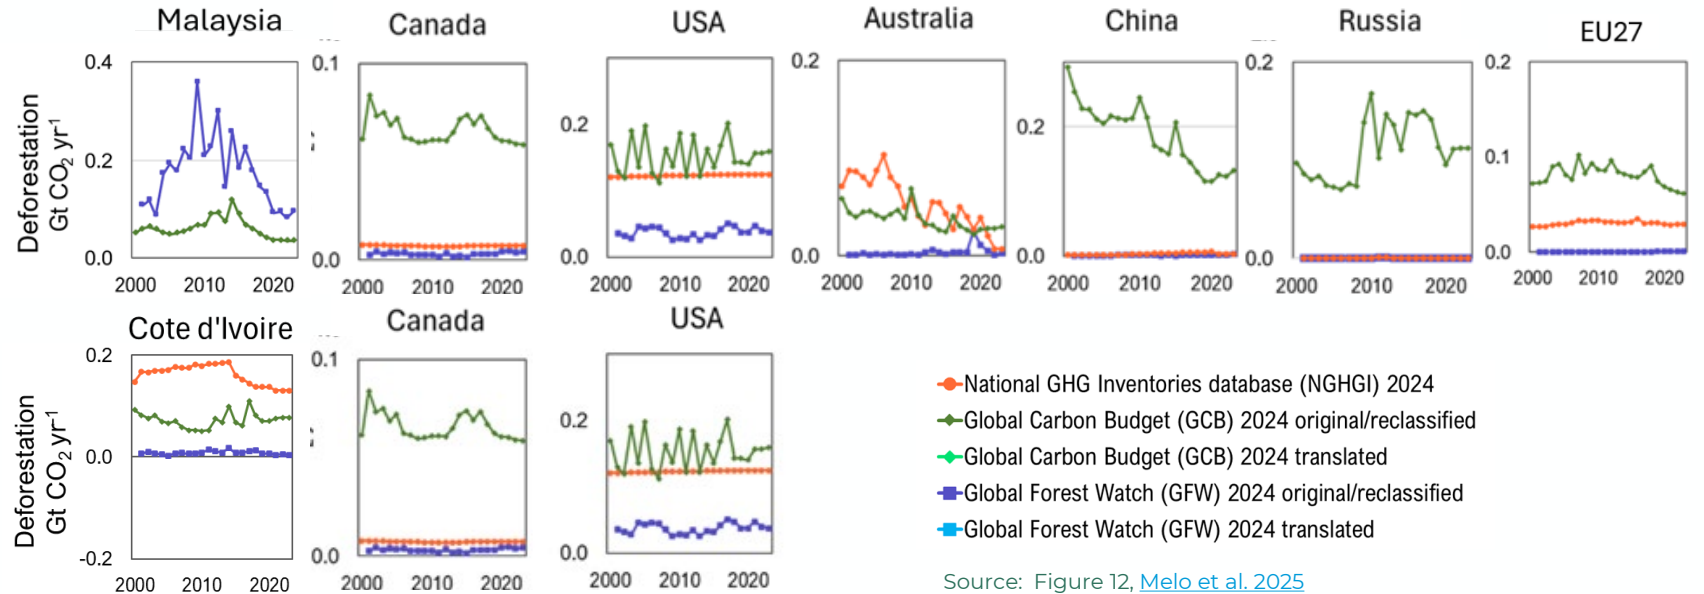 Malaysia
Canada
USA
Australia
China
Russia
EU27
Deforestation
Gt CO2 yr-1
0.4
0.2
0.0
2000 2010 2020
0.1
0.0
2000 2010 2020
0.2
0.0
2000 2010 2020
0.2
0.0
2000 2010 2020
0.2
0.0
2000 2010 2020
0.2
0.0
2000 2010 2020
0.2
0.1
0.0
2000 2010 2020
Cote d'Ivoire
Canada
USA
Deforestation
Gt CO2 yr-1
0.2
0.0
-0.2
2000 2010 2020
0.1
0.0
2000 2010 2020
0.2
0.0
2000 2010 2020
National GHG Inventories database (NGHGI) 2024
Global Carbon Budget (GCB) 2024 original/reclassified
Global Carbon Budget (GCB) 2024 translated
Global Forest Watch (GFW) 2024 original/reclassified
Global Forest Watch (GFW) 2024 translated
Source: Figure 12, Melo et al. 2025